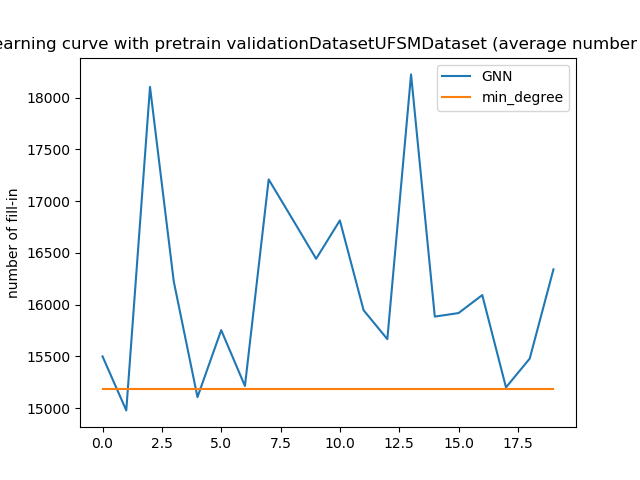 earning curve with pretrain validationDatasetUFSMDataset (average number
GNN
min_degree
number of fill-in
18000
17500
17000
16500
16000
15500
15000
0.0 2.5 5.0 7.5 10.0 12.5 15.0 17.5